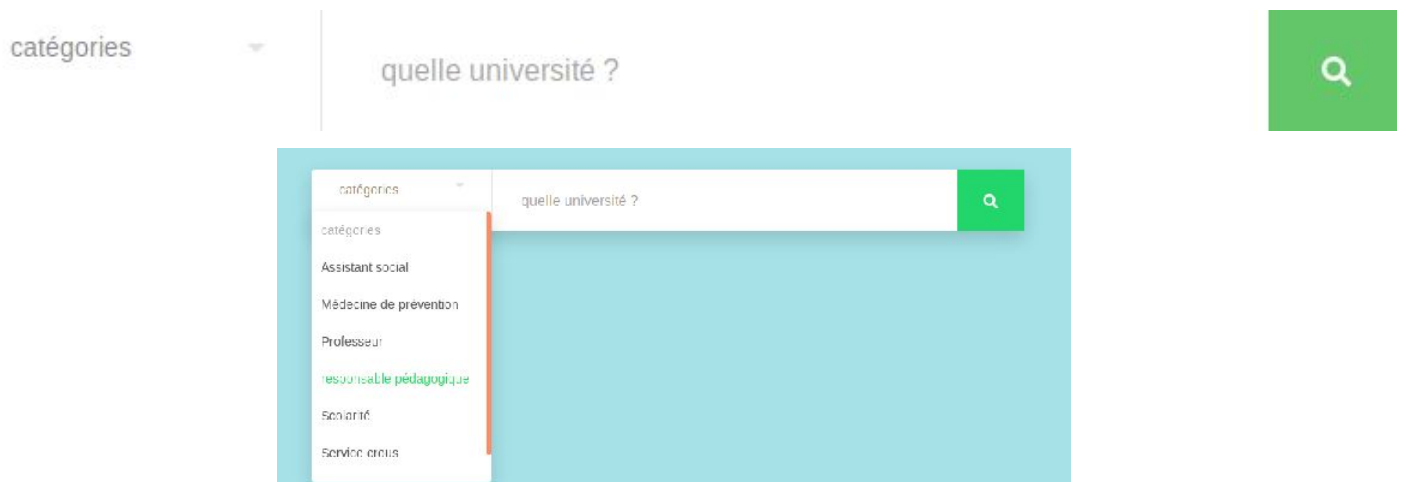 catégories
quelle université ?
catégories
quelle université ?
catégories
Assistant social
Médecine de prévention
Professeur
responsable pédagogique
Scolarité
Service crous